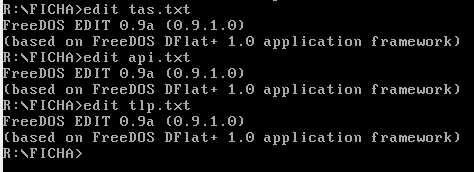 R:\FICHA>edit tas.txt
FreeDOS EDIT 0.9a (0.9.1.0)
(based on FreeDOS DFlat+ 1.0 application framework)
R:\FICHA>edit api.txt
FreeDOS EDIT 0.9a (0.9.1.0)
(based on FreeDOS DFlat+ 1.0 application framework)
R:\FICHA>edit tlp.txt
FreeDOS EDIT 0.9a (0.9.1.0)
(based on FreeDOS DFlat+ 1.0 application framework)
R:\FICHA>